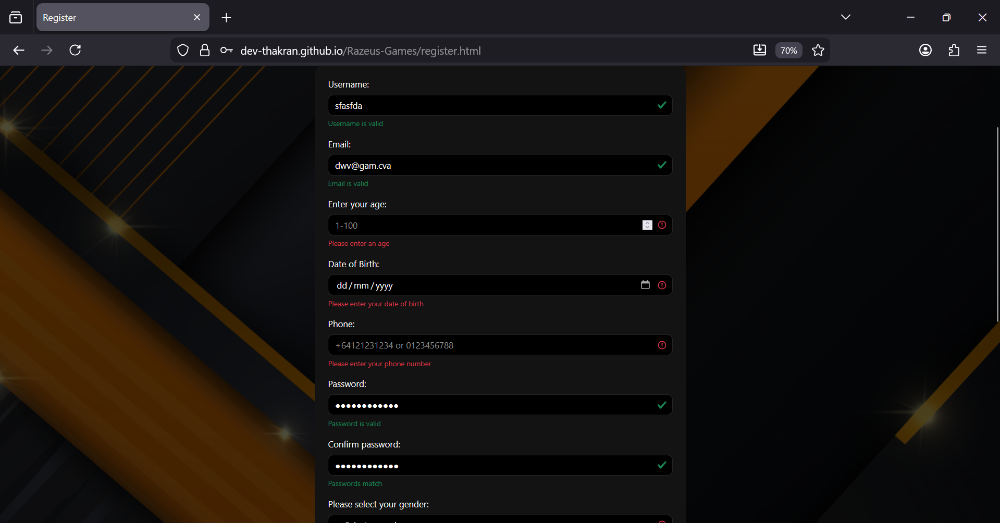 Register
dev-thakran.github.io/Razeus-Games/register.html
70%
Username:
sfasfda
Username is valid
Email:
dwv@gam.cva
Email is valid
Enter your age:
1-100
Please enter an age
Date of Birth:
dd/mm/yyyy
Please enter your date of birth
Phone:
+64121231234 or 0123456788
Please enter your phone number
Password:
Password is valid
Confirm password:
Passwords match
Please select your gender: